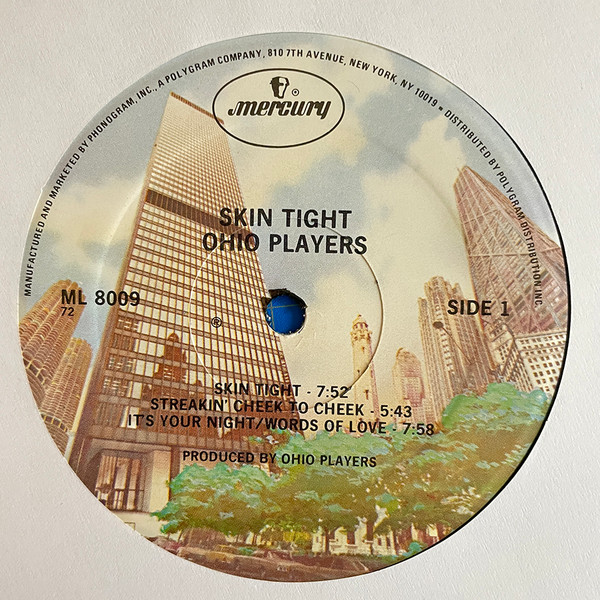 MANUFACTURED AND MARKETED BY PHONOGRAM, INC., A POLYGRAM COMPANY, 810 7TH AVENUE, NEW YORK, NY 10019 ■ DISTRIBUTED BY POLYGRAM DISTRIBUTION, INC.
®
mercury
SKIN TIGHT
OHIO PLAYERS
ML 8009
72
SIDE 1
®
SKIN TIGHT - 7:52
STREAKIN' CHEEK TO CHEEK - 5:43
IT'S YOUR NIGHT/WORDS OF LOVE - 7:58
PRODUCED BY OHIO PLAYERS